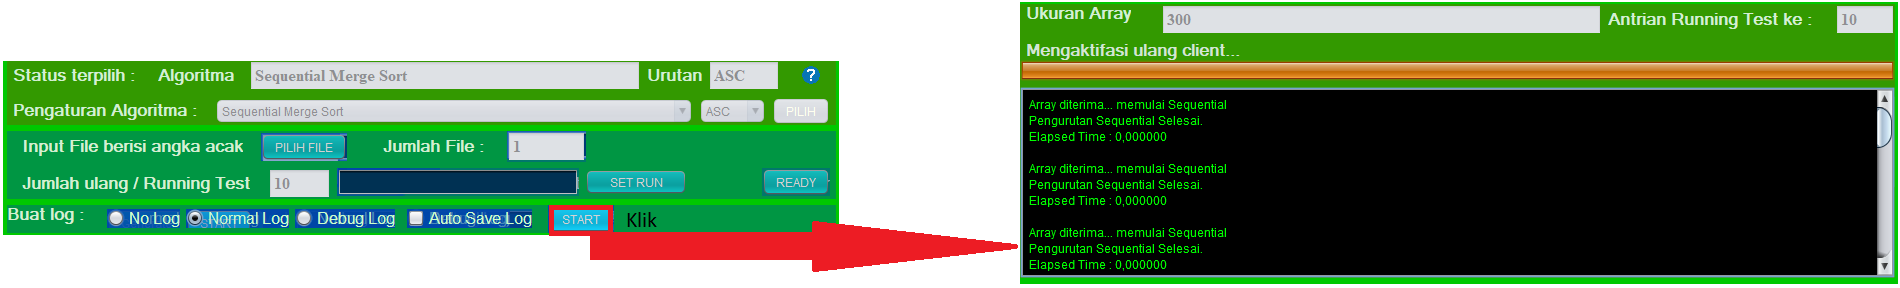 Status terpilih : Algoritma Sequential Merge Sort Urutan ASC ?
Pengaturan Algoritma : Sequential Merge Sort ASC PILIH
Input File berisi angka acak PILIH FILE Jumlah File : 1
Jumlah ulang / Running Test 10 SET RUN READY
Buat log : No Log Normal Log Debug Log Auto Save Log START Klik
Ukuran Array 300 Antrian Running Test ke : 10
Mengaktifasi ulang client...
Array diterima... memulai Sequential
Pengurutan Sequential Selesai.
Elapsed Time : 0,000000
Array diterima... memulai Sequential
Pengurutan Sequential Selesai.
Elapsed Time : 0,000000
Array diterima... memulai Sequential
Pengurutan Sequential Selesai.
Elapsed Time : 0,000000